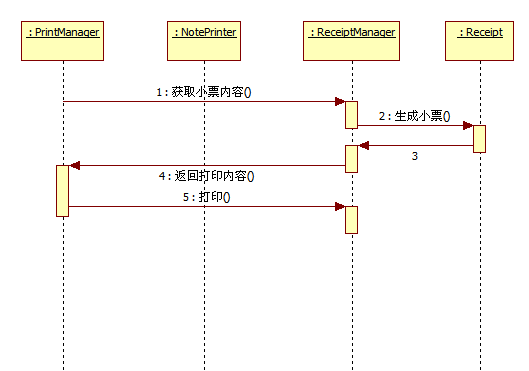 : PrintManager
: NotePrinter
: ReceiptManager
: Receipt
1 : 获取小票内容()
2 : 生成小票()
3
4 : 返回打印内容()
5 : 打印()